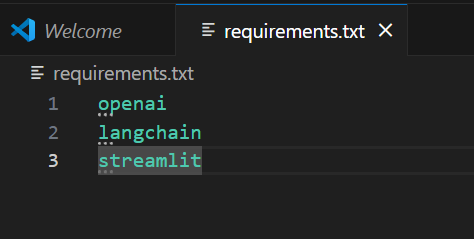 Welcome
requirements.txt ×
requirements.txt
1 openai
2 langchain
3 streamlit